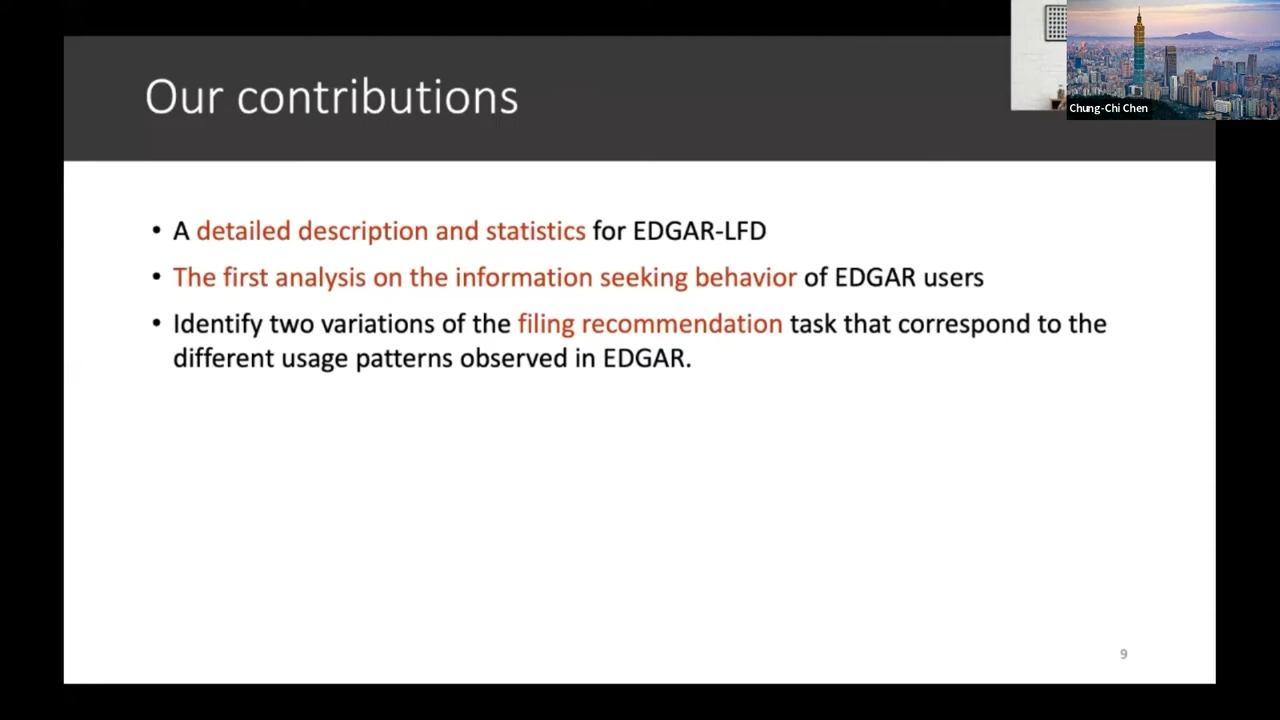 Our contributions
Chung-Chi Chen
• A detailed description and statistics for EDGAR-LFD
• The first analysis on the information seeking behavior of EDGAR users
• Identify two variations of the filing recommendation task that correspond to the
different usage patterns observed in EDGAR.
9